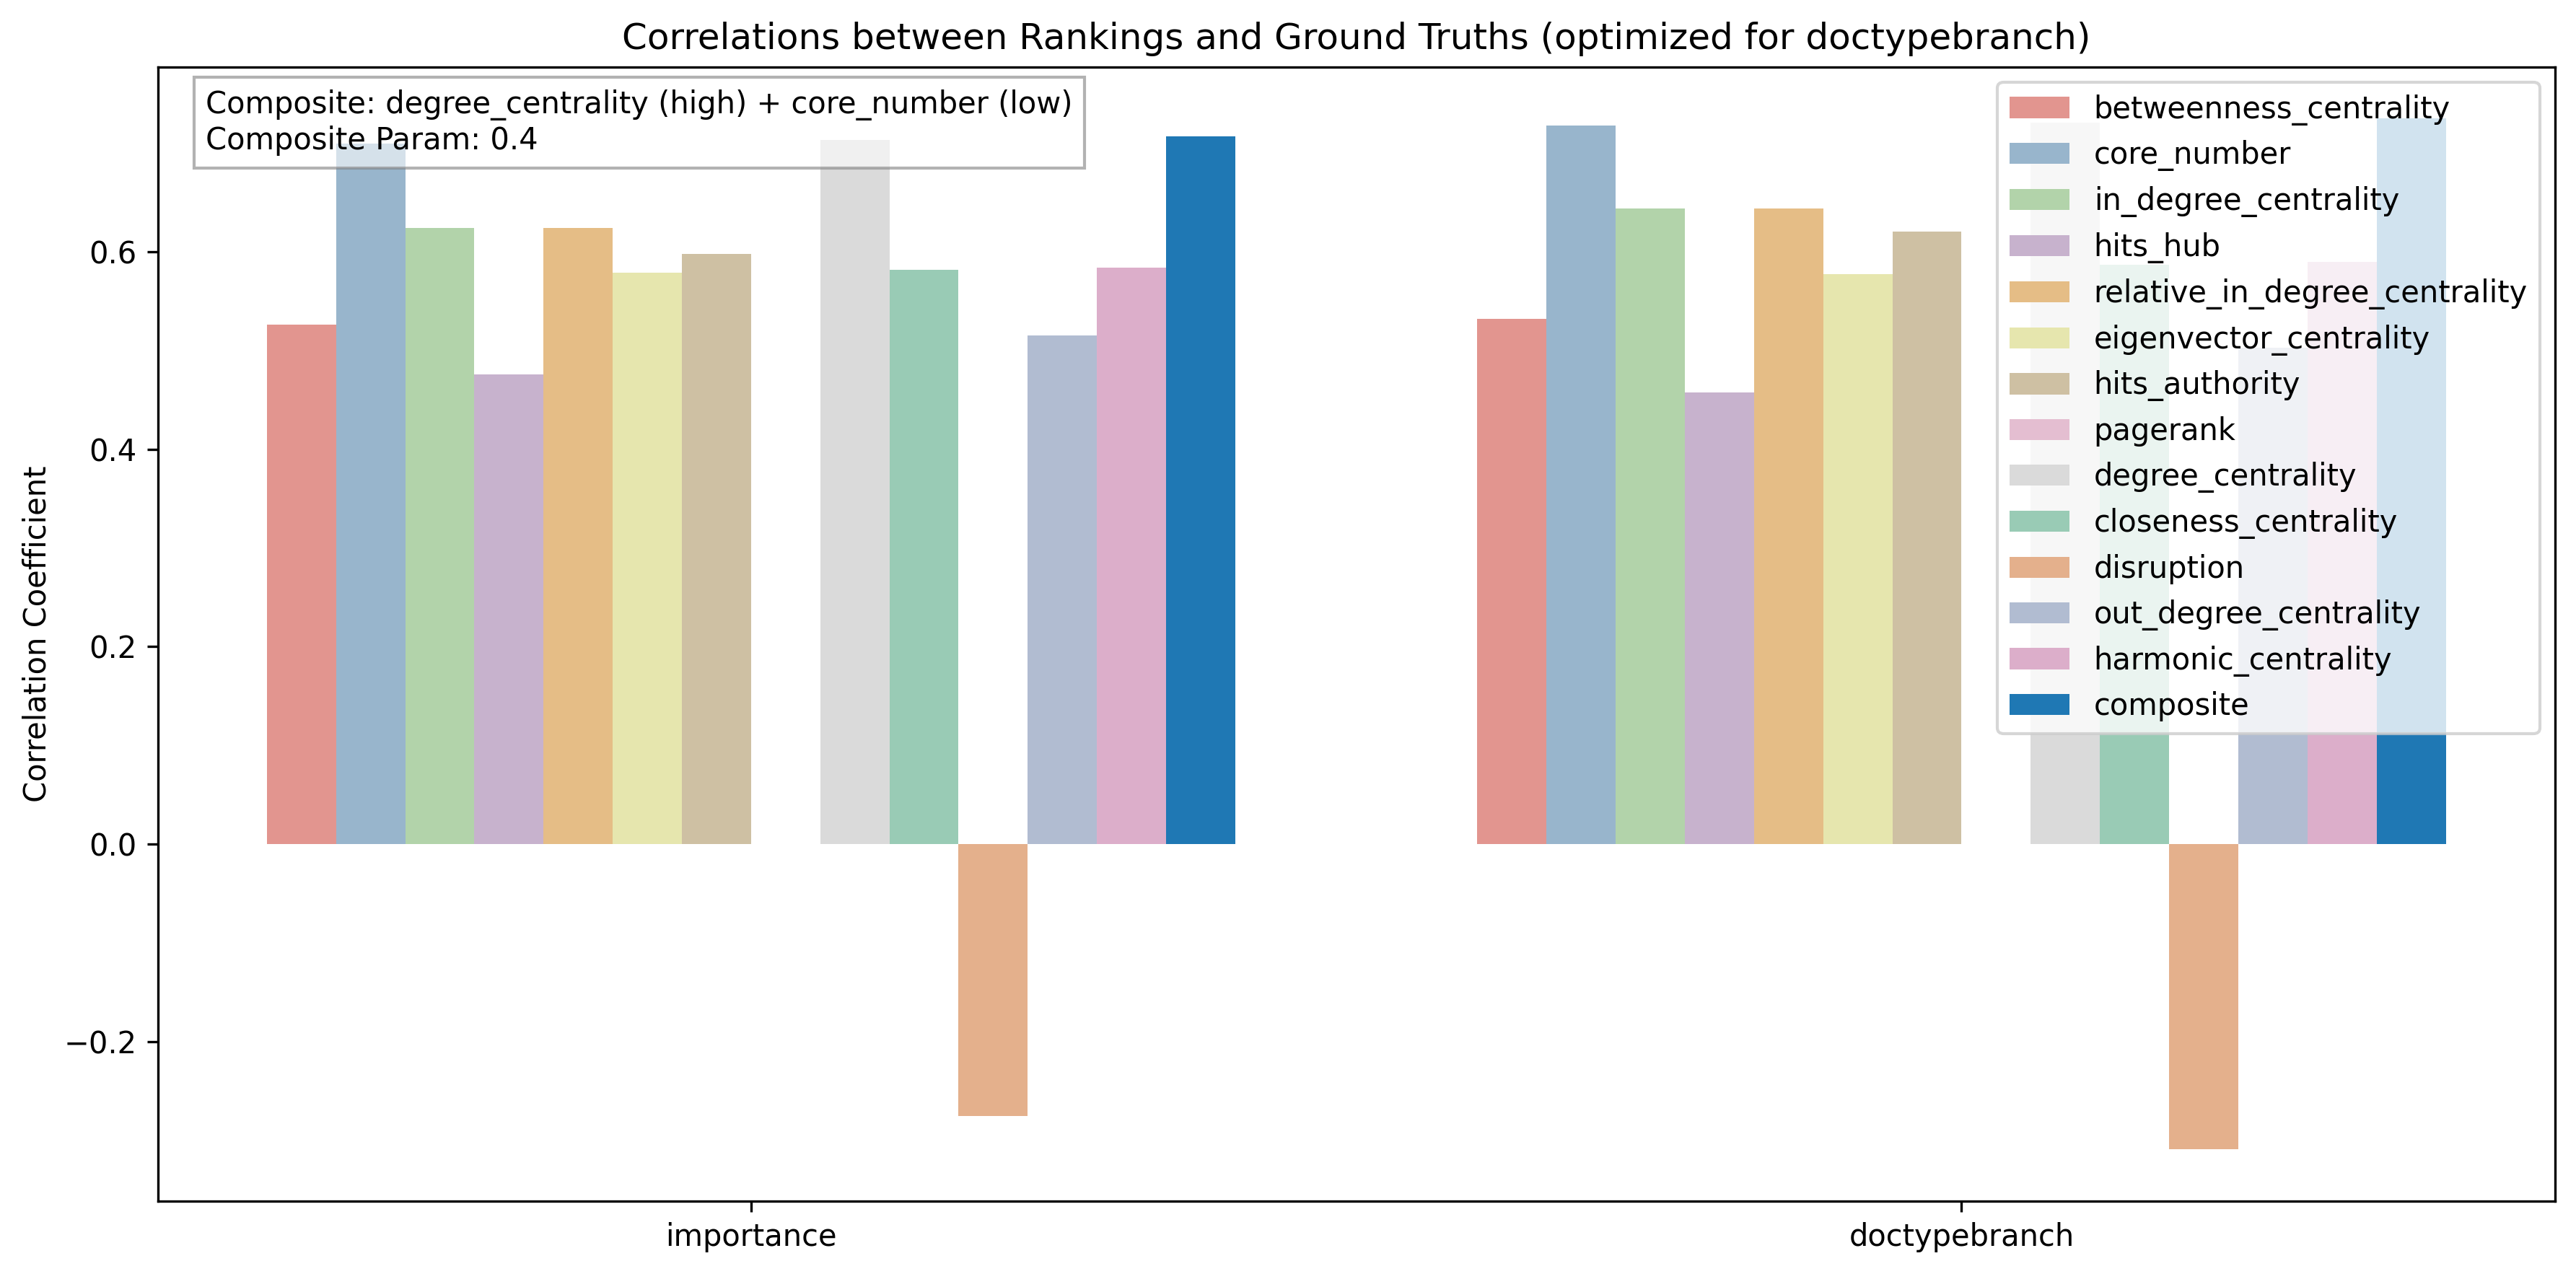 Correlations between Rankings and Ground Truths (optimized for doctypebranch)
Composite: degree_centrality (high) + core_number (low)
Composite Param: 0.4
betweenness_centrality
core_number
in_degree_centrality
hits_hub
relative_in_degree_centrality
eigenvector_centrality
hits_authority
pagerank
degree_centrality
closeness_centrality
disruption
out_degree_centrality
harmonic_centrality
composite
Correlation Coefficient
0.6
0.4
0.2
0.0
−0.2
importance
doctypebranch